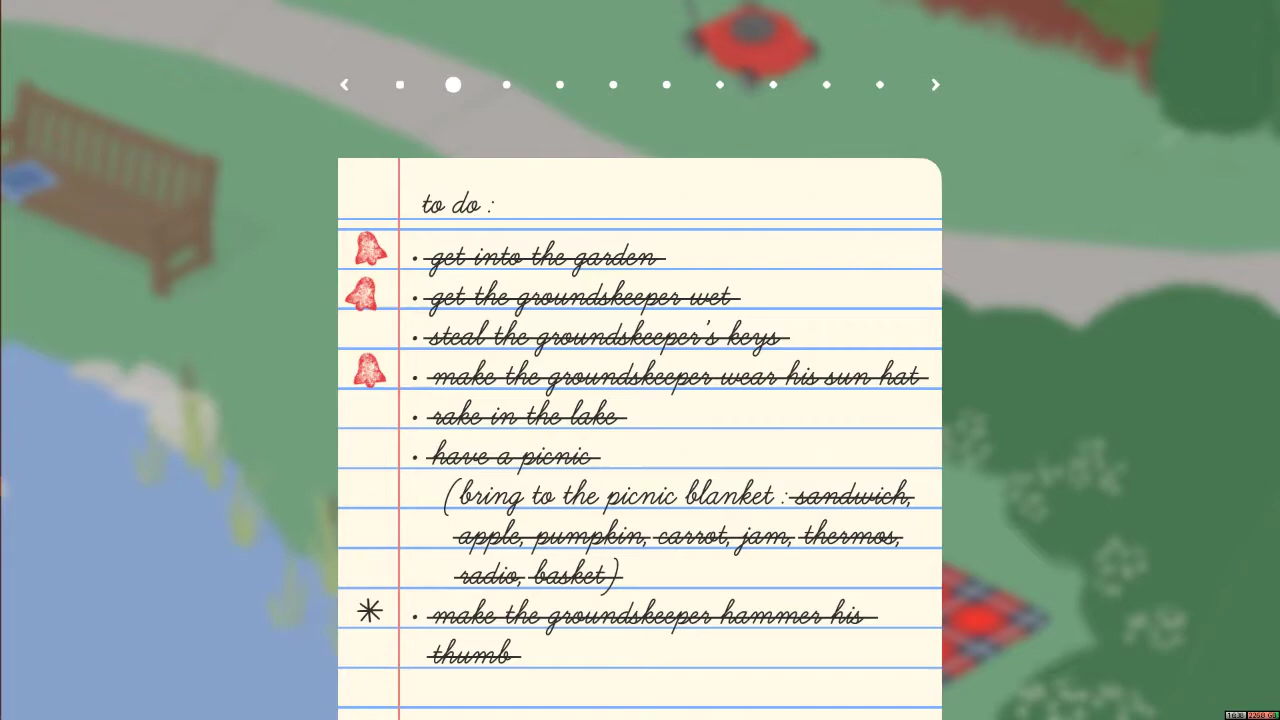 to do :
• get into the garden
• get the groundskeeper wet
• steal the groundskeeper's keys
• make the groundskeeper wear his sun hat
• rake in the lake
• have a picnic
(bring to the picnic blanket : sandwich,
apple, pumpkin, carrot, jam, thermos,
radio, basket)
• make the groundskeeper hammer his
thumb